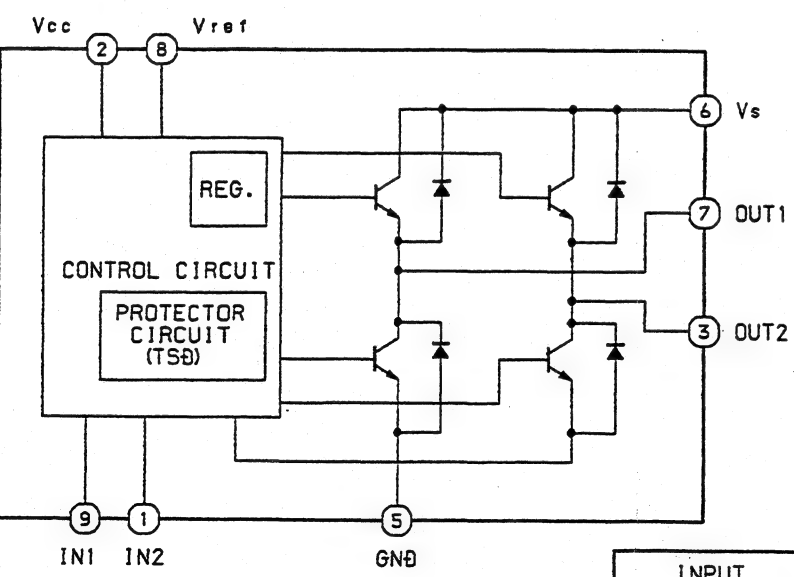 Vcc
Vref
2
8
6
Vs
REG.
7
OUT1
CONTROL CIRCUIT
PROTECTOR
CIRCUIT
(TSD)
3
OUT2
9
1
5
IN1
IN2
GND
INPUT